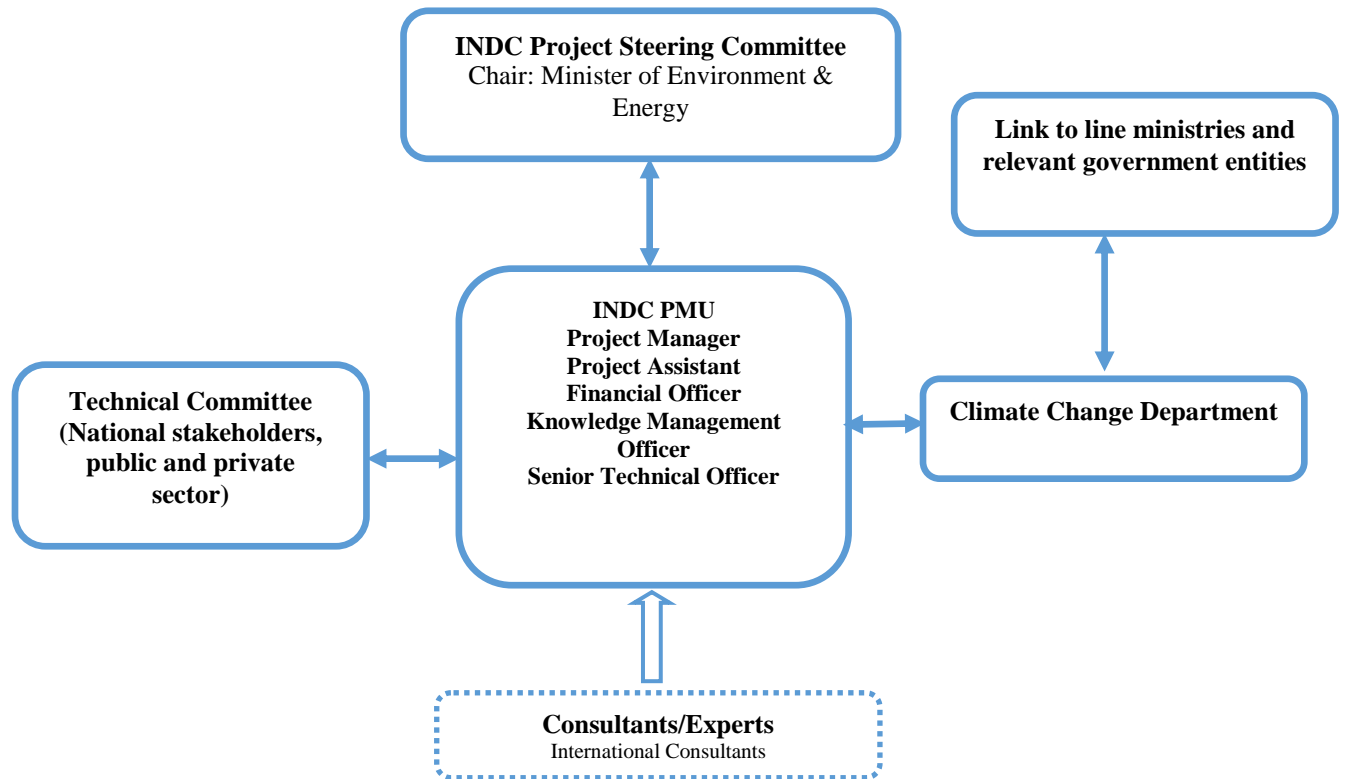 INDC Project Steering Committee
Chair: Minister of Environment &
Energy
Link to line ministries and
relevant government entities
INDC PMU
Project Manager
Project Assistant
Financial Officer
Knowledge Management
Officer
Senior Technical Officer
Technical Committee
(National stakeholders,
public and private
sector)
Climate Change Department
Consultants/Experts
International Consultants